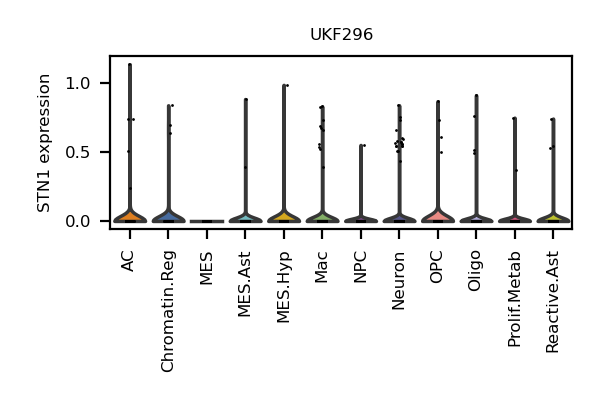 UKF296
STN1 expression
1.0
0.5
0.0
AC
Chromatin.Reg
MES
MES.Ast
MES.Hyp
Mac
NPC
Neuron
OPC
Oligo
Prolif.Metab
Reactive.Ast